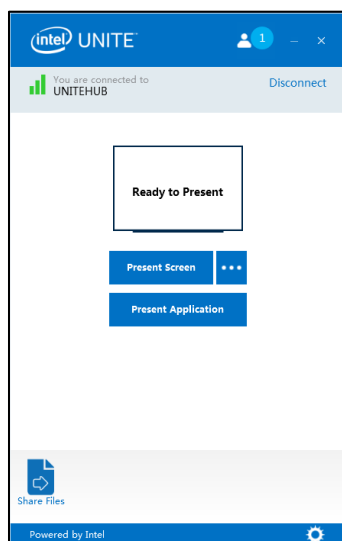 intel UNITE
1
You are connected to
Disconnect
UNITEHUB
Ready to Present
Present Screen
Present Application
Share Files
Powered by Intel